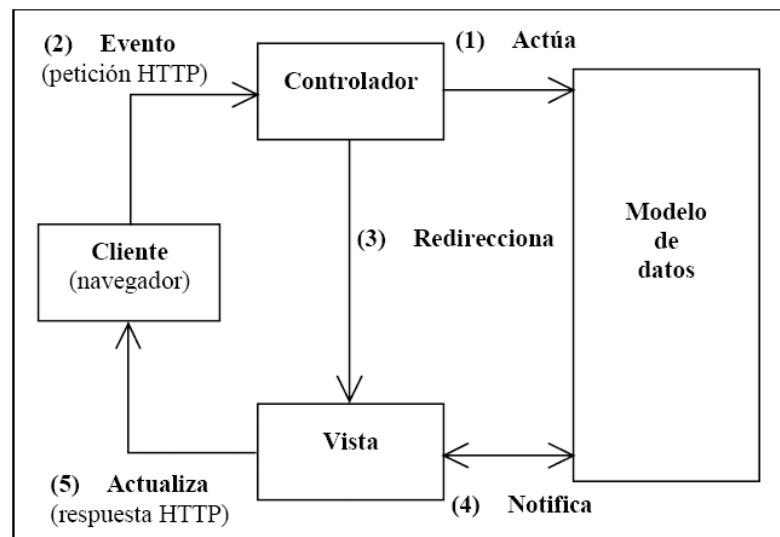 (2) Evento
(petición HTTP)
(1) Actúa
Controlador
Modelo
de
datos
Cliente
(navegador)
(3) Redirecciona
Vista
(5) Actualiza
(respuesta HTTP)
(4) Notifica